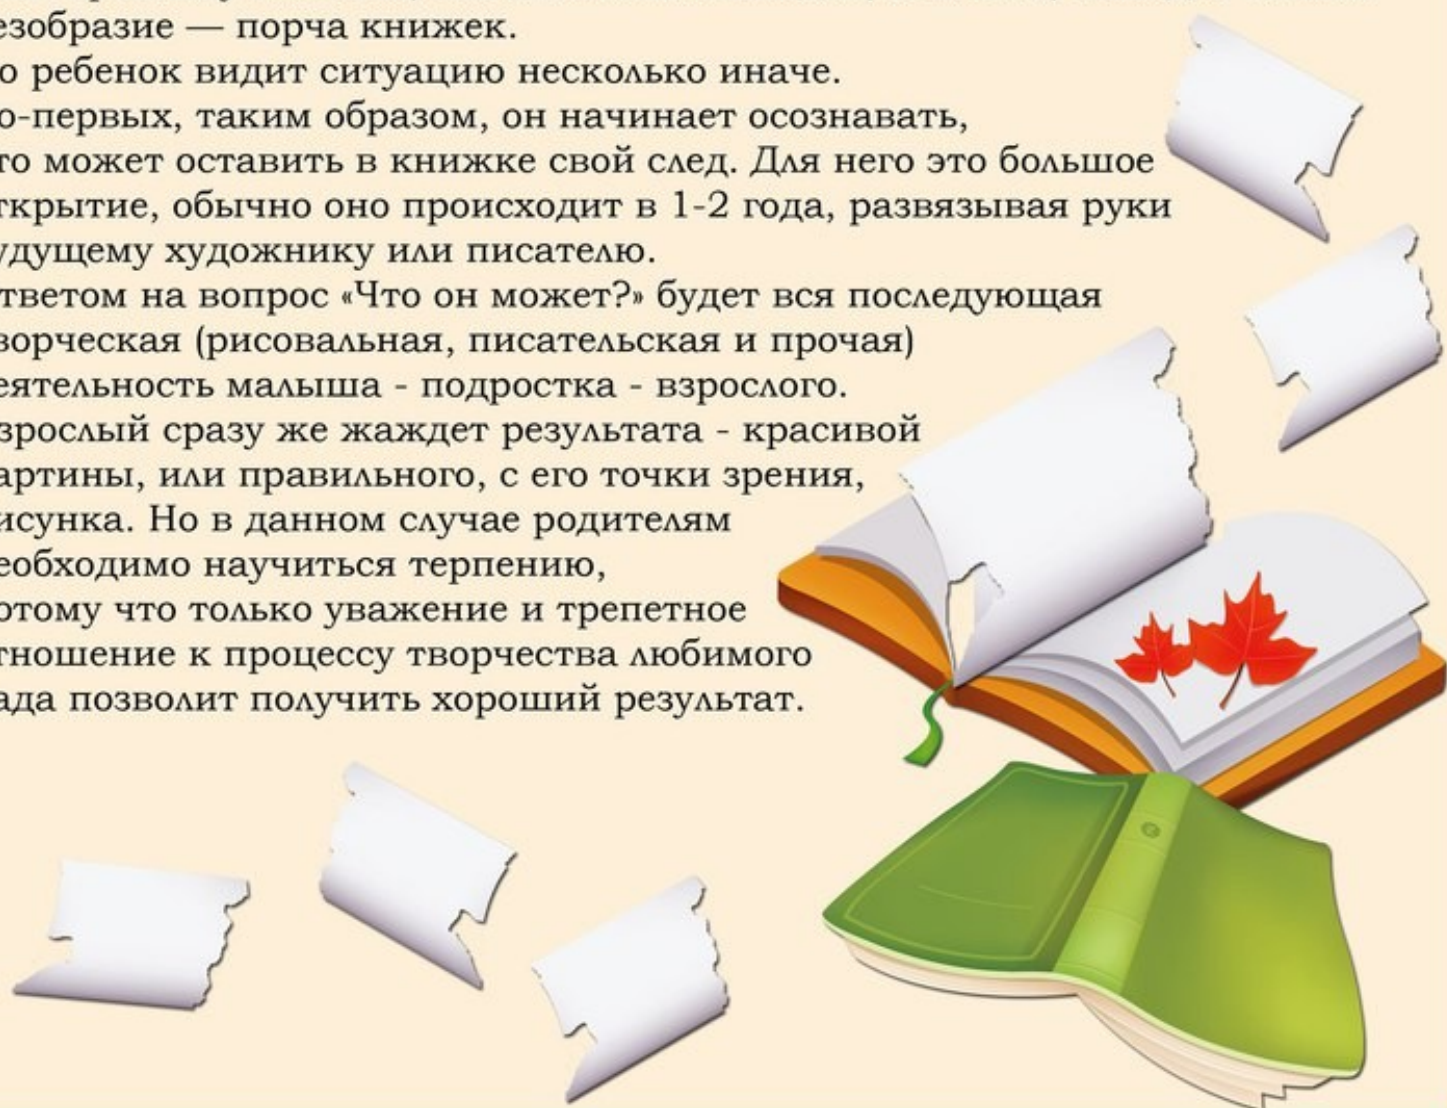 езобразие — порча книжек.
о ребенок видит ситуацию несколько иначе.
о-первых, таким образом, он начинает осознавать,
то может оставить в книжке свой след. Для него это большое
ткрытие, обычно оно происходит в 1-2 года, развязывая руки
удущему художнику или писателю.
тветом на вопрос «Что он может?» будет вся последующая
ворческая (рисовальная, писательская и прочая)
еятельность малыша - подростка - взрослого.
зрослый сразу же жаждет результата - красивой
артины, или правильного, с его точки зрения,
исунка. Но в данном случае родителям
еобходимо научиться терпению,
отому что только уважение и трепетное
тношение к процессу творчества любимого
ада позволит получить хороший результат.